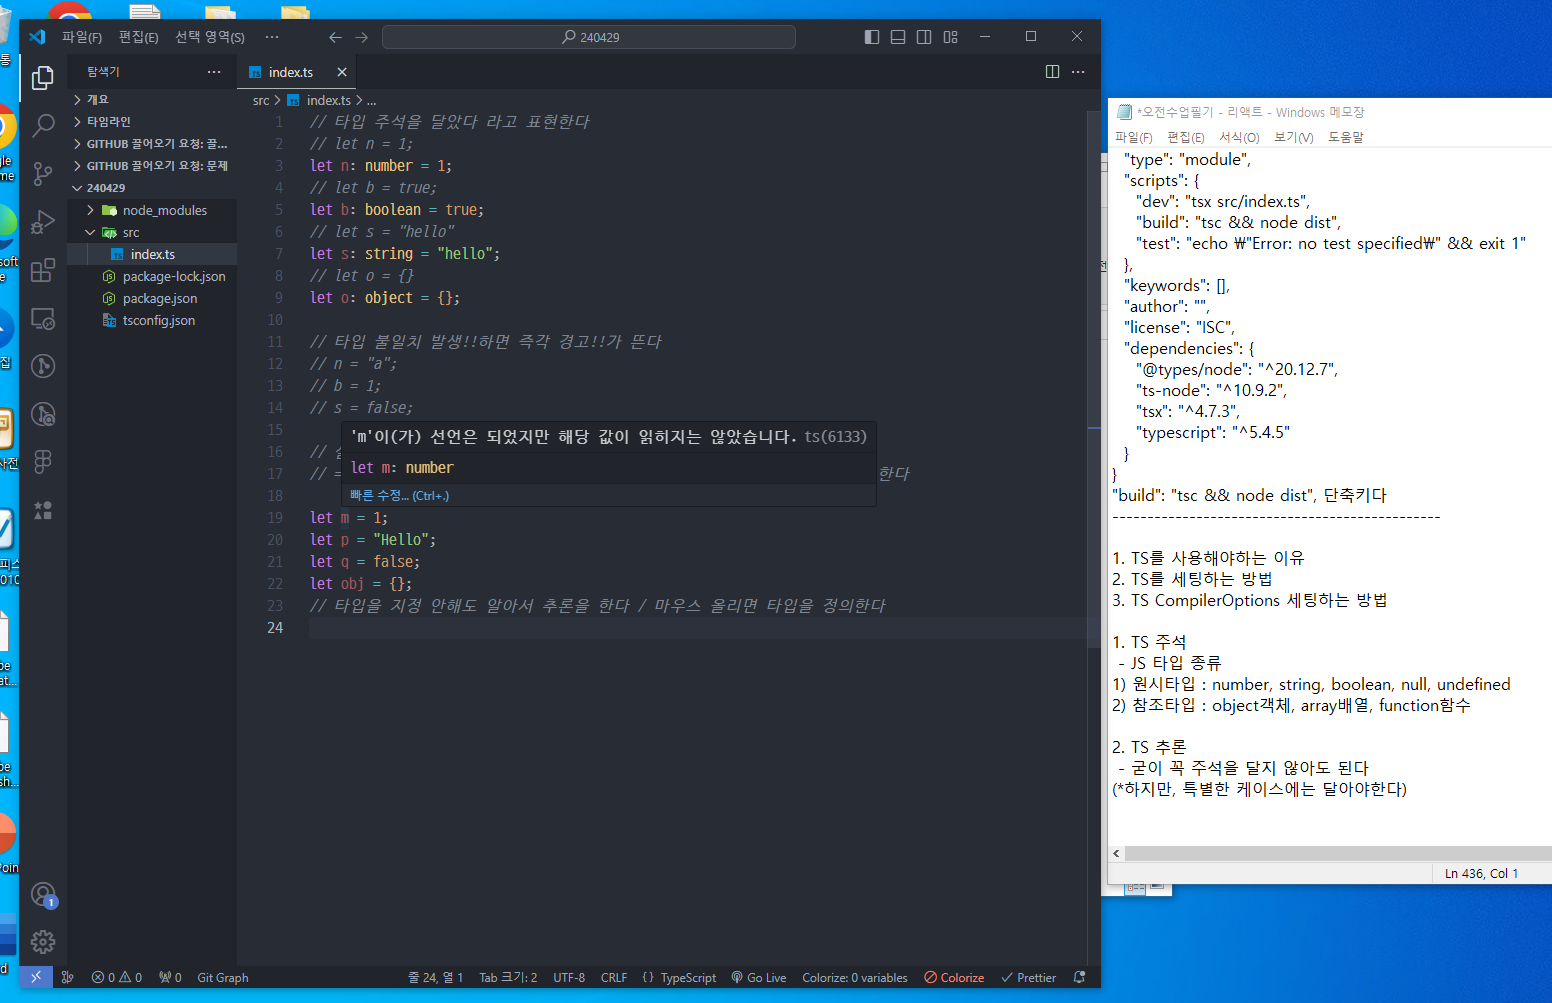 파일(F) 편집(E) 선택 영역(S) ··· 240429
탐색기 ···
개요
타임라인
GITHUB 끌어오기 요청: 끌...
GITHUB 끌어오기 요청: 문제
240429
node_modules
src
index.ts
package-lock.json
package.json
tsconfig.json
index.ts
src > index.ts > ...
1 // 타입 주석을 달았다 라고 표현한다
2 // let n = 1;
3 let n: number = 1;
4 // let b = true;
5 let b: boolean = true;
6 // let s = "hello"
7 let s: string = "hello";
8 // let o = {}
9 let o: object = {};
10
11 // 타입 불일치 발생!!하면 즉각 경고!!가 뜬다
12 // n = "a";
13 // b = 1;
14 // s = false;
15
'm'이(가) 선언은 되었지만 해당 값이 읽히지는 않았습니다. ts(6133)
16 //
let m: number
17 // = 한다
18
빠른 수정... (Ctrl+.)
19 let m = 1;
20 let p = "Hello";
21 let q = false;
22 let obj = {};
23 // 타입을 지정 안해도 알아서 추론을 한다 / 마우스 올리면 타입을 정의한다
24
1
0 0 0 Git Graph 줄 24, 열 1 Tab 크기: 2 UTF-8 CRLF {} TypeScript Go Live Colorize: 0 variables Colorize Prettier
*오전수업필기 - 리액트 - Windows 메모장
파일(F) 편집(E) 서식(O) 보기(V) 도움말
"type": "module",
"scripts": {
"dev": "tsx src/index.ts",
"build": "tsc && node dist",
"test": "echo ₩"Error: no test specified₩" && exit 1"
},
"keywords": [],
"author": "",
"license": "ISC",
"dependencies": {
"@types/node": "^20.12.7",
"ts-node": "^10.9.2",
"tsx": "^4.7.3",
"typescript": "^5.4.5"
}
}
"build": "tsc && node dist", 단축키다
-----------------------------------------------
1. TS를 사용해야하는 이유
2. TS를 세팅하는 방법
3. TS CompilerOptions 세팅하는 방법
1. TS 주석
- JS 타입 종류
1) 원시타입 : number, string, boolean, null, undefined
2) 참조타입 : object객체, array배열, function함수
2. TS 추론
- 굳이 꼭 주석을 달지 않아도 된다
(*하지만, 특별한 케이스에는 달아야한다)
Ln 436, Col 1